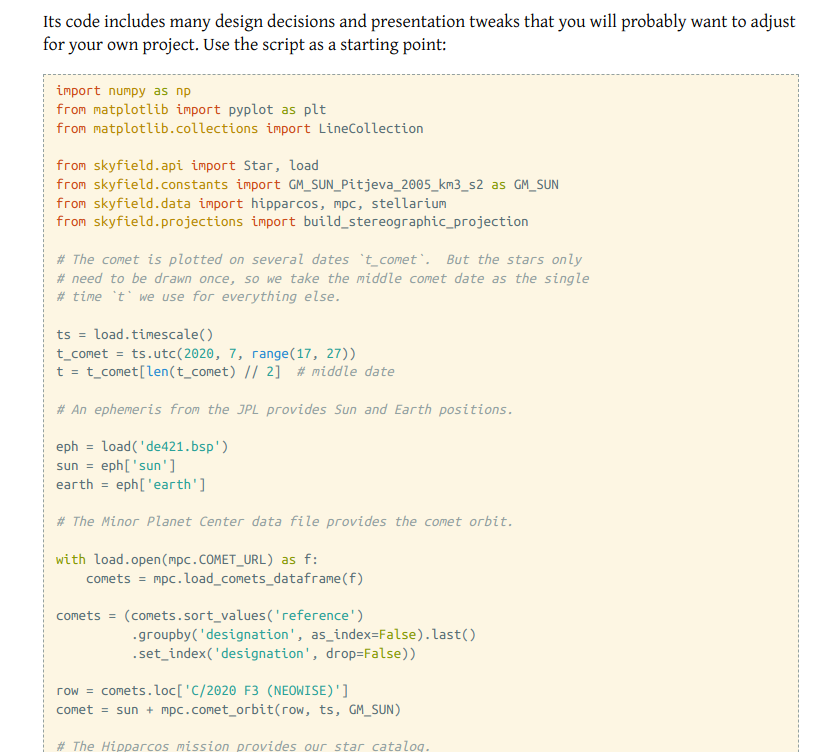 Its code includes many design decisions and presentation tweaks that you will probably want to adjust
for your own project. Use the script as a starting point:
import numpy as np
from matplotlib import pyplot as plt
from matplotlib.collections import LineCollection
from skyfield.api import Star, load
from skyfield.constants import GM_SUN_Pitjeva_2005_km3_s2 as GM_SUN
from skyfield.data import hipparcos, mpc, stellarium
from skyfield.projections import build_stereographic_projection
# The comet is plotted on several dates `t_comet`.  But the stars only
# need to be drawn once, so we take the middle comet date as the single
# time `t` we use for everything else.
ts = load.timescale()
t_comet = ts.utc(2020, 7, range(17, 27))
t = t_comet[len(t_comet) // 2]  # middle date
# An ephemeris from the JPL provides Sun and Earth positions.
eph = load('de421.bsp')
sun = eph['sun']
earth = eph['earth']
# The Minor Planet Center data file provides the comet orbit.
with load.open(mpc.COMET_URL) as f:
    comets = mpc.load_comets_dataframe(f)
comets = (comets.sort_values('reference')
          .groupby('designation', as_index=False).last()
          .set_index('designation', drop=False))
row = comets.loc['C/2020 F3 (NEOWISE)']
comet = sun + mpc.comet_orbit(row, ts, GM_SUN)
# The Hipparcos mission provides our star catalog.